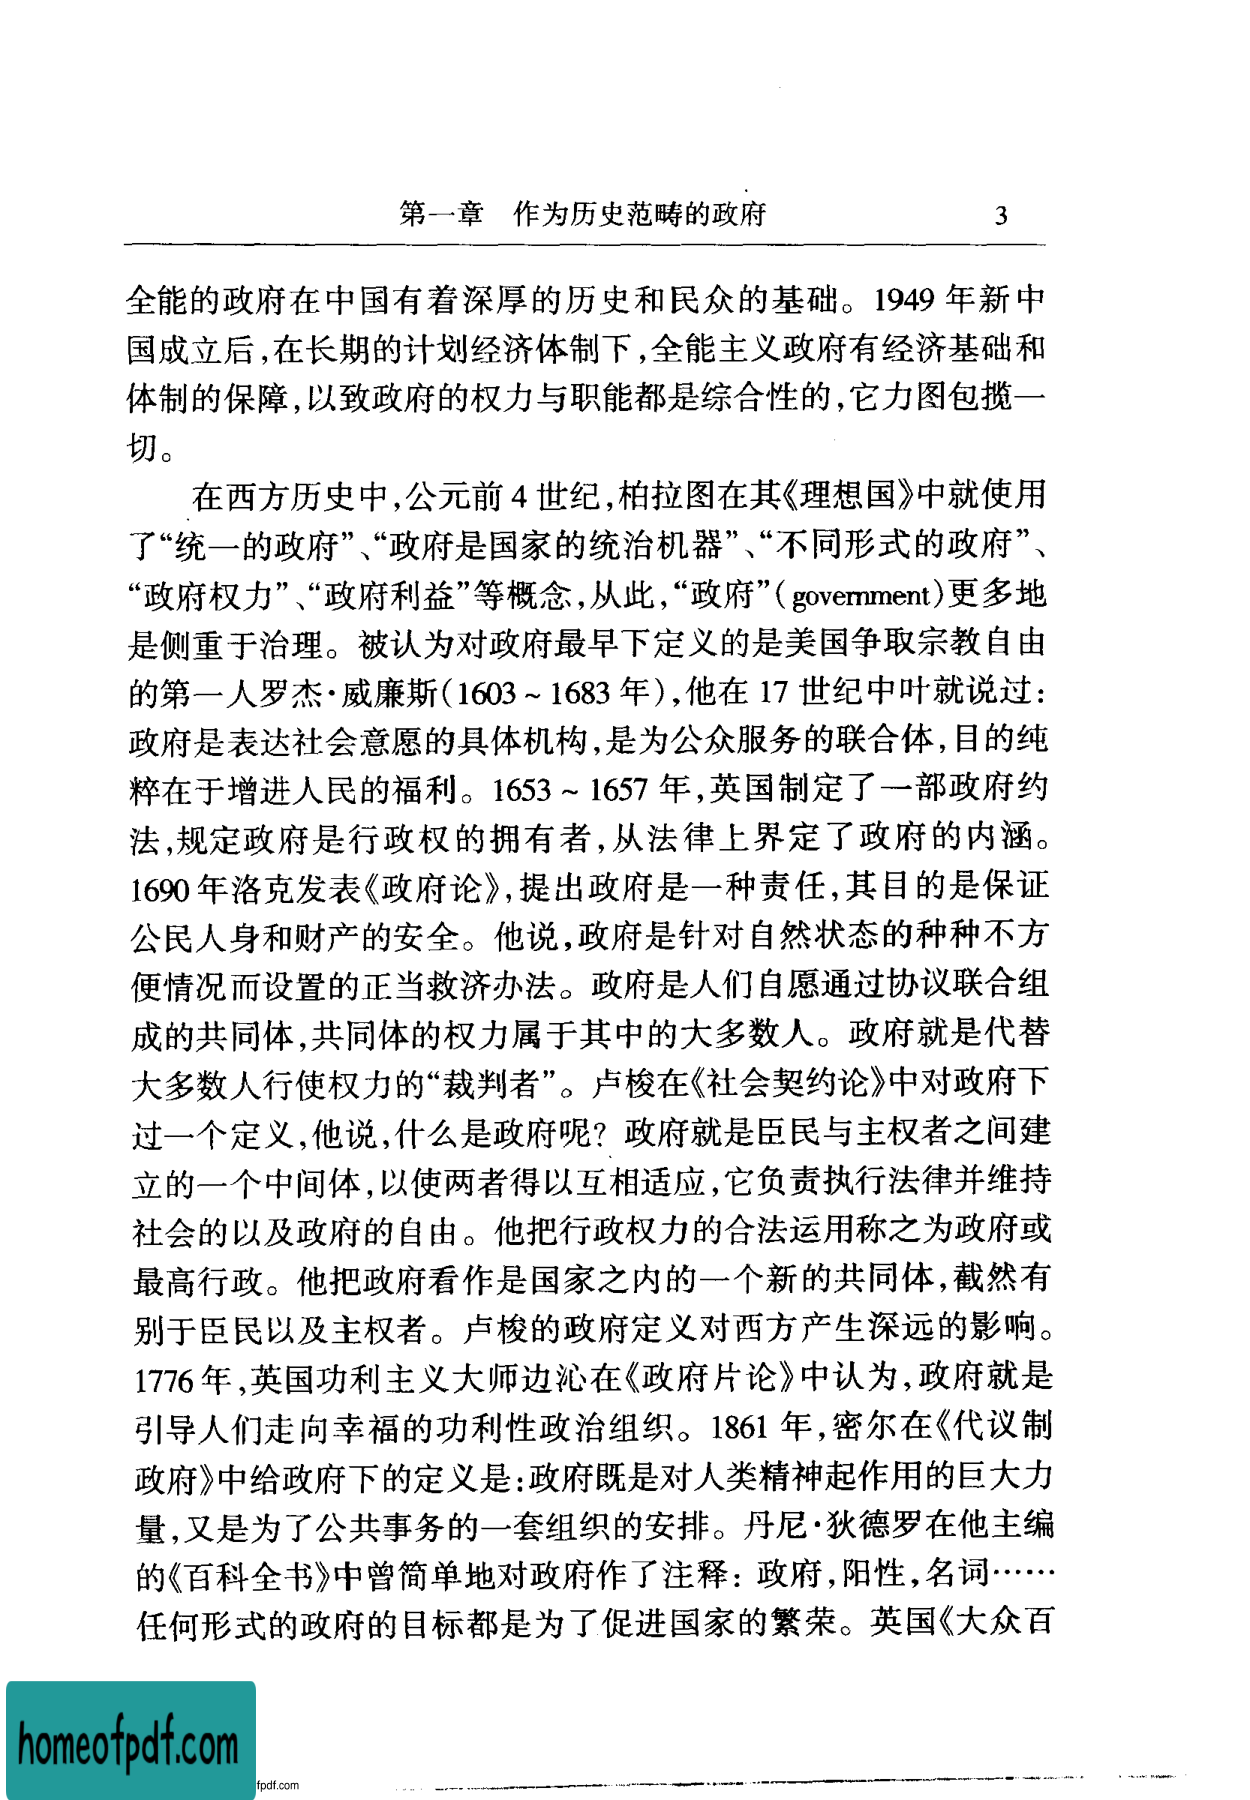 第一章　作为历史范畴的政府　3
全能的政府在中国有着深厚的历史和民众的基础。1949 年新中
国成立后,在长期的计划经济体制下,全能主义政府有经济基础和
体制的保障,以致政府的权力与职能都是综合性的,它力图包揽一
切。
在西方历史中,公元前 4 世纪,柏拉图在其《理想国》中就使用
了“统一的政府”、“政府是国家的统治机器”、“不同形式的政府”、
“政府权力”、“政府利益”等概念,从此,“政府”(government)更多地
是侧重于治理。被认为对政府最早下定义的是美国争取宗教自由
的第一人罗杰·威廉斯(1603～1683 年),他在 17 世纪中叶就说过:
政府是表达社会意愿的具体机构,是为公众服务的联合体,目的纯
粹在于增进人民的福利。1653～1657 年,英国制定了一部政府约
法,规定政府是行政权的拥有者,从法律上界定了政府的内涵。
1690 年洛克发表《政府论》,提出政府是一种责任,其目的是保证
公民人身和财产的安全。他说,政府是针对自然状态的种种不方
便情况而设置的正当救济办法。政府是人们自愿通过协议联合组
成的共同体,共同体的权力属于其中的大多数人。政府就是代替
大多数人行使权力的“裁判者”。卢梭在《社会契约论》中对政府下
过一个定义,他说,什么是政府呢? 政府就是臣民与主权者之间建
立的一个中间体,以使两者得以互相适应,它负责执行法律并维持
社会的以及政府的自由。他把行政权力的合法运用称之为政府或
最高行政。他把政府看作是国家之内的一个新的共同体,截然有
别于臣民以及主权者。卢梭的政府定义对西方产生深远的影响。
1776 年,英国功利主义大师边沁在《政府片论》中认为,政府就是
引导人们走向幸福的功利性政治组织。1861 年,密尔在《代议制
政府》中给政府下的定义是:政府既是对人类精神起作用的巨大力
量,又是为了公共事务的一套组织的安排。丹尼·狄德罗在他主编
的《百科全书》中曾简单地对政府作了注释: 政府,阳性,名词……
任何形式的政府的目标都是为了促进国家的繁荣。英国《大众百
homeofpdf.com
fpdf.com